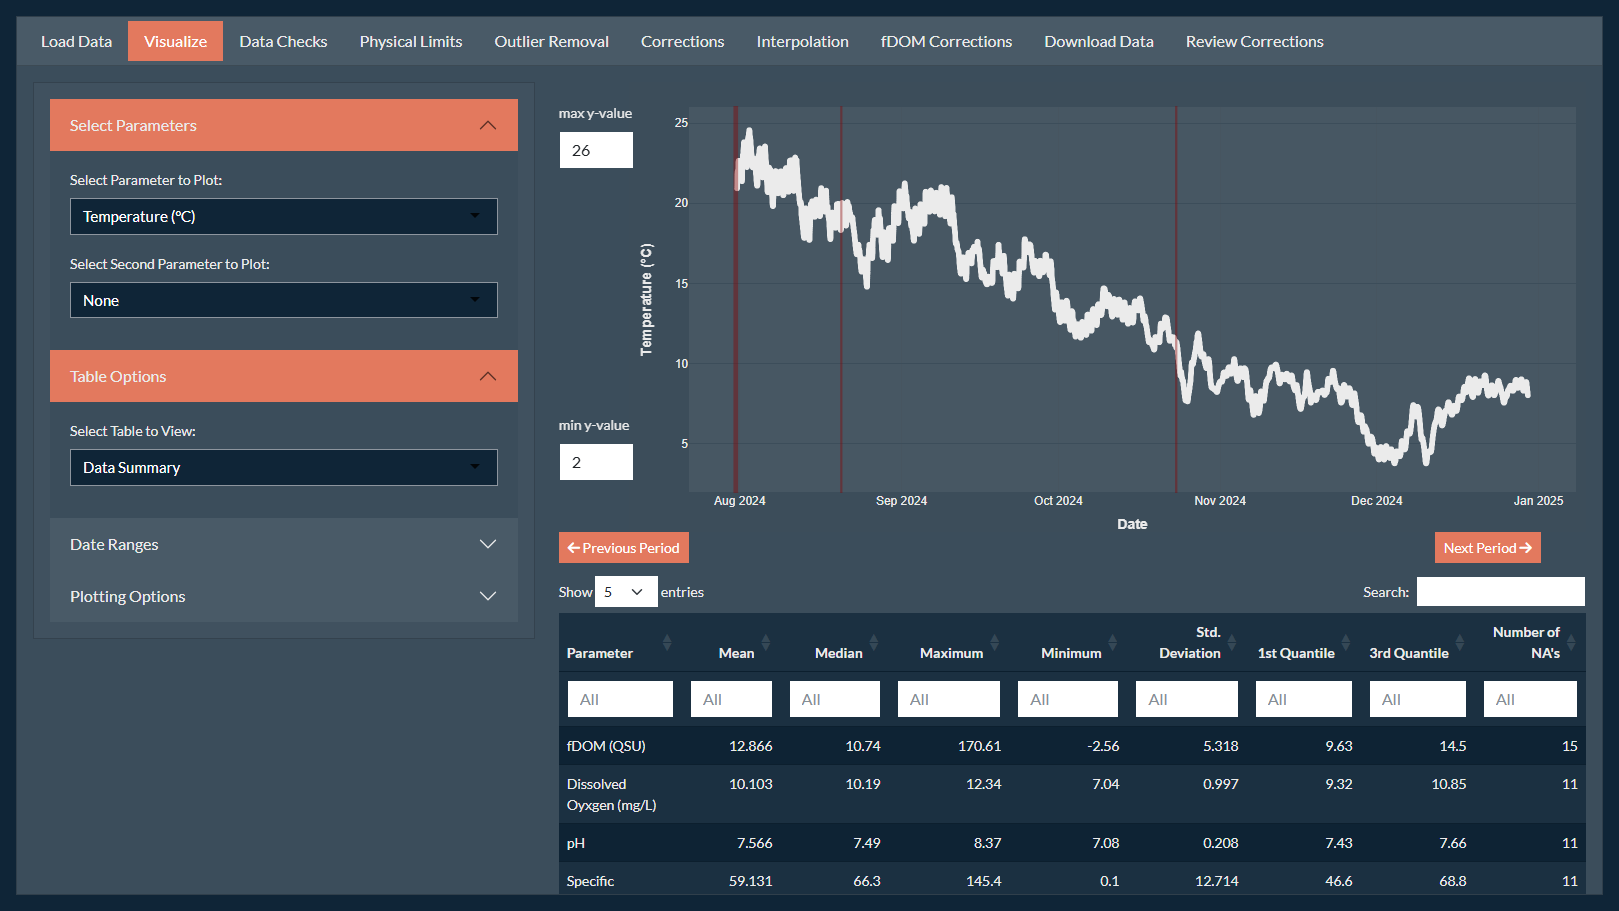 Load Data
Visualize
Data Checks
Physical Limits
Outlier Removal
Corrections
Interpolation
fDOM Corrections
Download Data
Review Corrections
Select Parameters
Select Parameter to Plot:
Temperature (°C)
Select Second Parameter to Plot:
None
Table Options
Select Table to View:
Data Summary
Date Ranges
Plotting Options
max y-value
26
min y-value
2
25
20
15
10
5
Temperature (°C)
Aug 2024
Sep 2024
Oct 2024
Nov 2024
Dec 2024
Jan 2025
Date
Previous Period
Next Period
Show 5 entries
Search:
Parameter Mean Median Maximum Minimum Std. Deviation 1st Quantile 3rd Quantile Number of NA's
All All All All All All All All All
fDOM (QSU) 12.866 10.74 170.61 -2.56 5.318 9.63 14.5 15
Dissolved 10.103 10.19 12.34 7.04 0.997 9.32 10.85 11
Oyxgen (mg/L)
pH 7.566 7.49 8.37 7.08 0.208 7.43 7.66 11
Specific 59.131 66.3 145.4 0.1 12.714 46.6 68.8 11